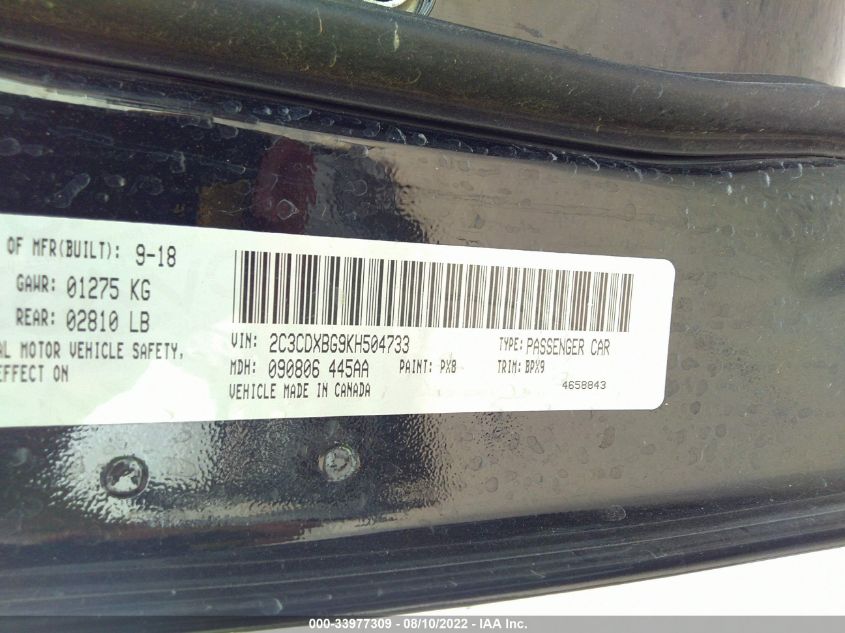 OF MFR(BUILT): 9-18
GAWR: 01275 KG
REAR: 02810 LB
AL MOTOR VEHICLE SAFETY,
EFFECT ON
VIN: 2C3CDXBG9KH504733 TYPE: PASSENGER CAR
MDH: 090806 445AA PAINT: PXB TRIM: BPX9
VEHICLE MADE IN CANADA 4658843
000-33977309 - 08/10/2022 - IAA Inc.